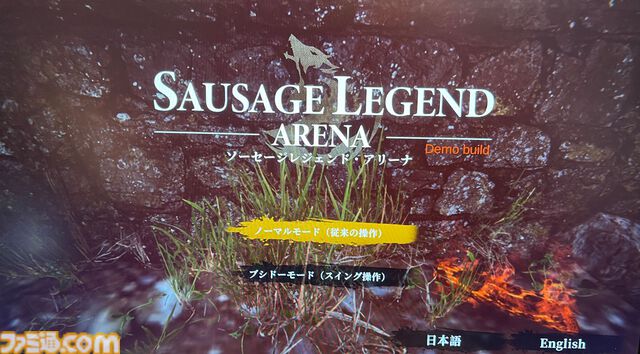 SAUSAGE LEGEND
ARENA
Demo build
ソーセージレジェンド・アリーナ
ノーマルモード（従来の操作）
ブシドーモード（スイング操作）
日本語 English
ファミ通.com